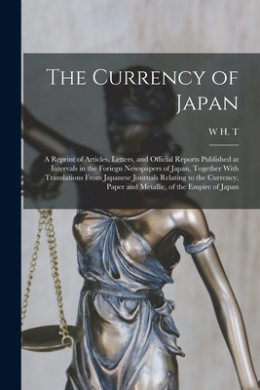 THE CURRENCY OF
JAPAN
A Reprint of Articles, Letters, and Official Reports Published at
Intervals in the Foriegn Newspapers of Japan, Together With
Translations From Japanese Journals Relating to the Currency,
Paper and Metallic, of the Empire of Japan
W H. T